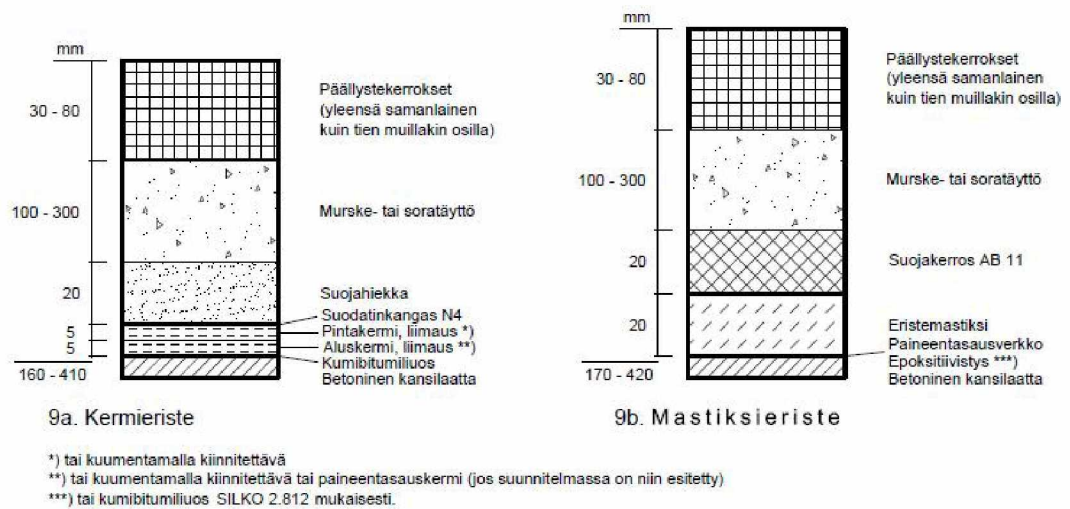 mm
30 - 80
100 - 300
20
5
5
160 - 410
Päällystekerrokset
(yleensä samanlainen
kuin tien muillakin osilla)
Murske- tai soratäyttö
Suojahiekka
Suodatinkangas N4
Pintakermi, liimaus *)
Aluskermi, liimaus **)
Kumibitumiliuos
Betoninen kansilaatta
9a. Kermieriste
mm
30 - 80
100 - 300
20
20
170 - 420
Päällystekerrokset
(yleensä samanlainen
kuin tien muillakin osilla)
Murske- tai soratäyttö
Suojakerros AB 11
Eristemastiksi
Paineentasausverkko
Epoksitiivistys ***)
Betoninen kansilaatta
9b. Mastiksieriste
*) tai kuumentamalla kiinnitettävä
**) tai kuumentamalla kiinnitettävä tai paineentasauskermi (jos suunnitelmassa on niin esitetty)
***) tai kumibitumiliuos SILKO 2.812 mukaisesti.